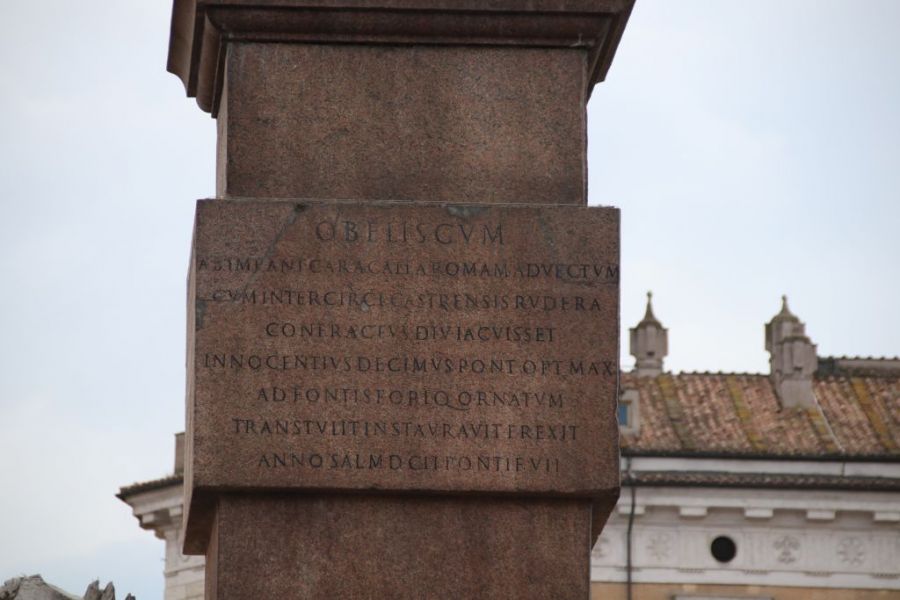 OBELISCVM
AB IMP ANT CARACALLA ROMAM ADVECTVM
CVM INTER CIRCI CASTRENSIS RVDERA
CONFRACTVS DIV IACVISSET
INNOCENTIVS DECIMVS PONT OPT MAX
AD FONTIS FORIQ ORNATVM
TRANSTVLIT INSTAVRAVIT EREXIT
ANNO SAL MDCLI PONTIF VII